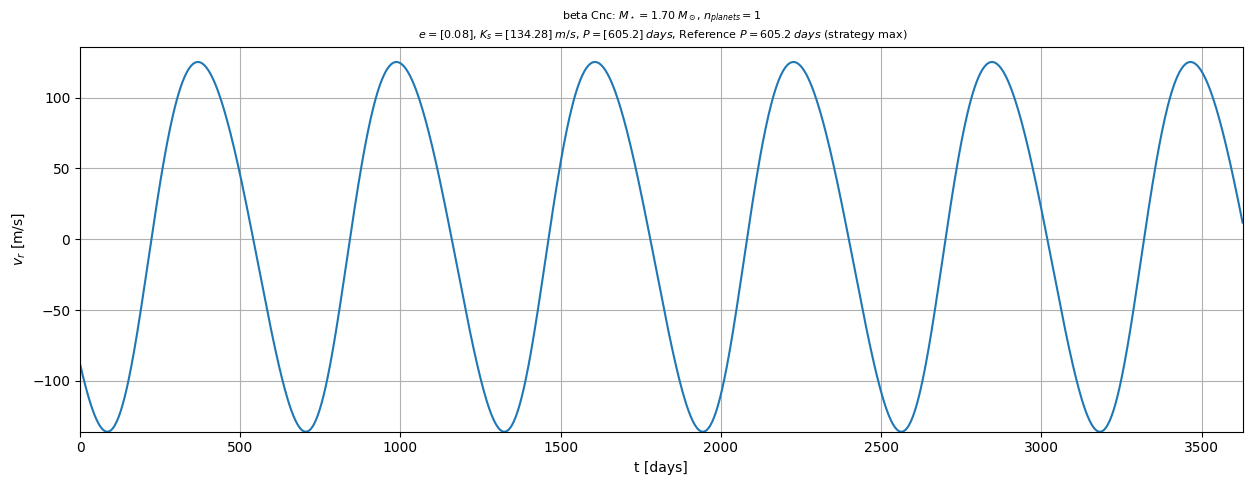 beta Cnc: $M_⋆ = 1.70 M_⊙, n_{planets} = 1$
e = [0.08], K_s = [134.28] m/s, P = [605.2] days, Reference P = 605.2 days (strategy max)
100
50
0
−50
−100
v_r [m/s]
0 500 1000 1500 2000 2500 3000 3500
t [days]